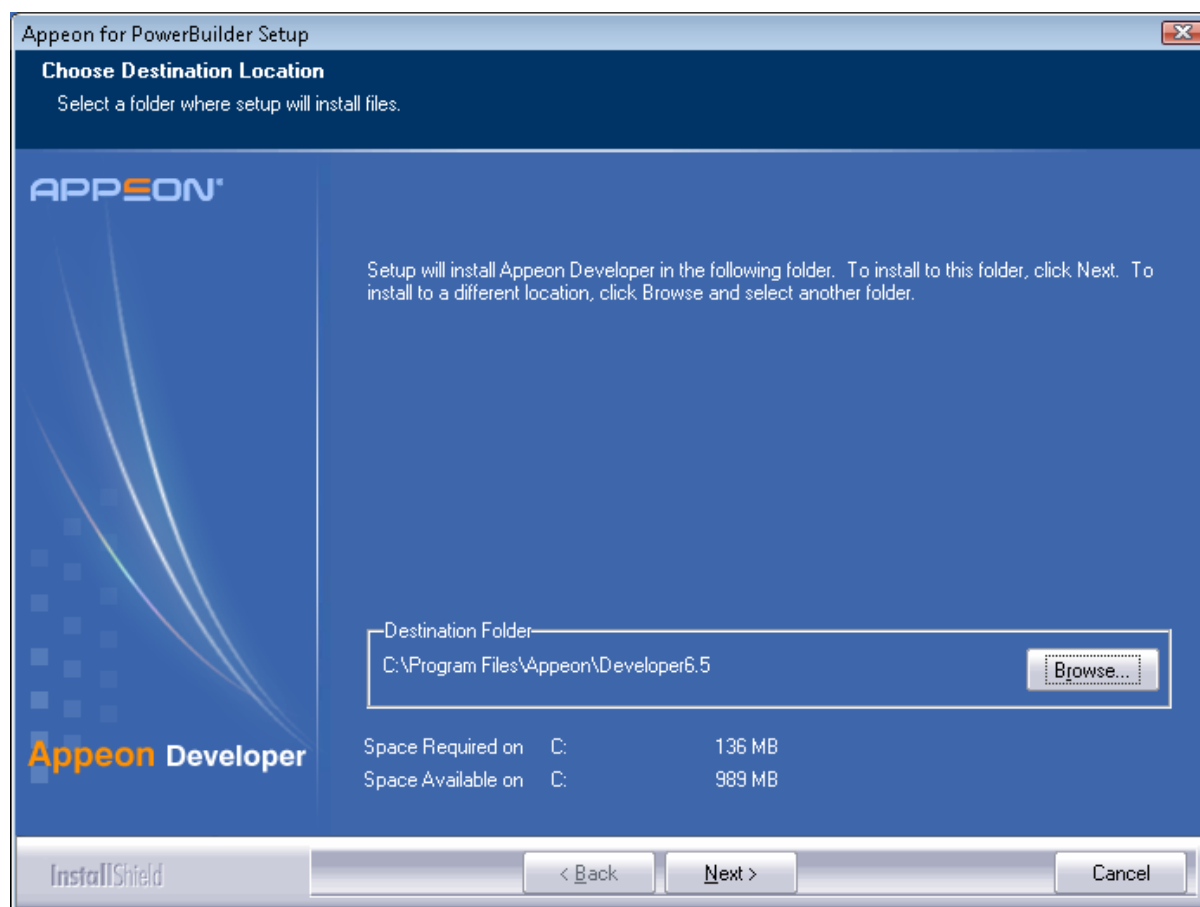 Appeon for PowerBuilder Setup
Choose Destination Location
Select a folder where setup will install files.
APPEON®
Setup will install Appeon Developer in the following folder.  To install to this folder, click Next.  To
install to a different location, click Browse and select another folder.
Destination Folder
C:\Program Files\Appeon\Developer6.5
Browse...
Appeon Developer
Space Required on C: 136 MB
Space Available on C: 989 MB
InstallShield
< Back
Next >
Cancel